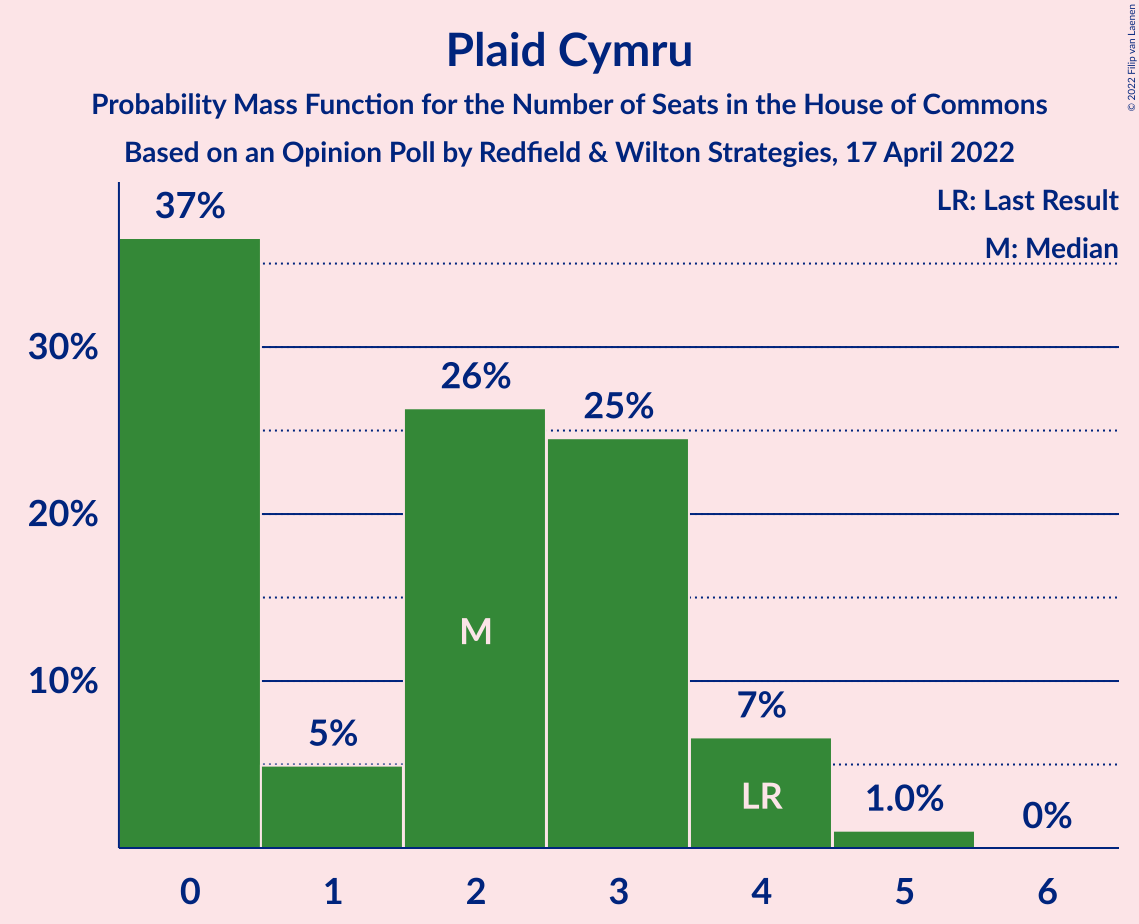 Plaid Cymru
Probability Mass Function for the Number of Seats in the House of Commons
Based on an Opinion Poll by Redfield & Wilton Strategies, 17 April 2022
© 2022 Filip van Laenen
LR: Last Result
M: Median
37%
30%
26%
25%
20%
M
10%
7%
5%
LR
1.0%
0%
0 1 2 3 4 5 6